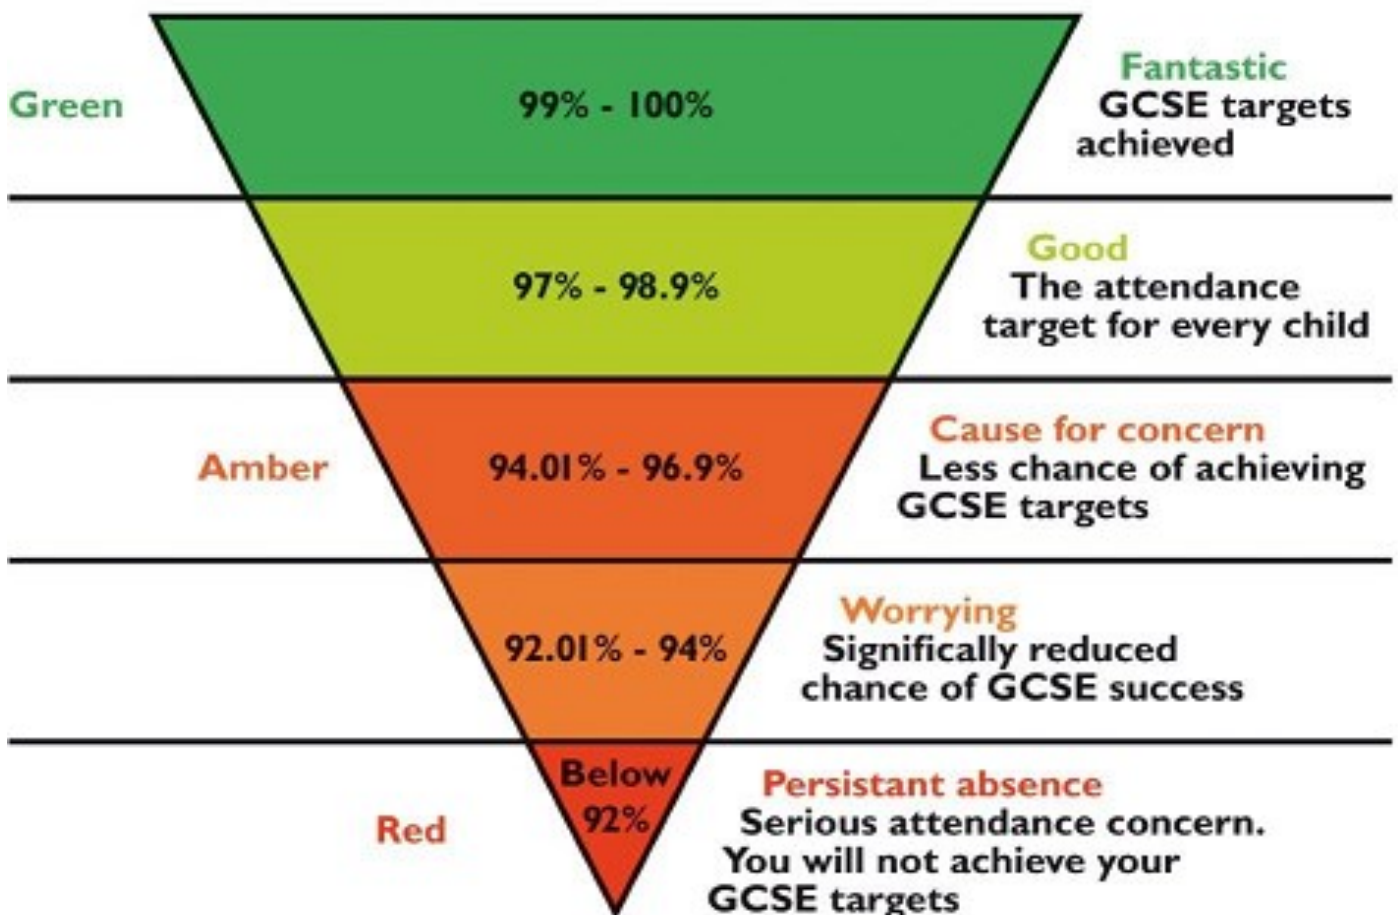 Fantastic
Green
99% - 100%
GCSE targets
achieved
Good
97% - 98.9%
The attendance
target for every child
Cause for concern
Amber
94.01% - 96.9%
Less chance of achieving
GCSE targets
Worrying
92.01% - 94%
Significally reduced
chance of GCSE success
Below
92%
Persistant absence
Red
Serious attendance concern.
You will not achieve your
GCSE targets